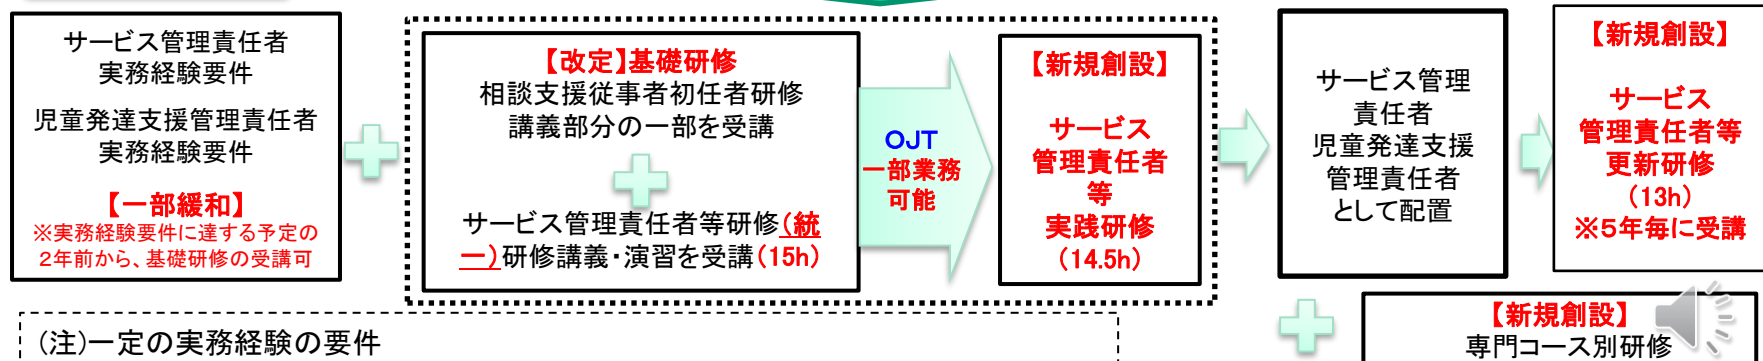 サービス管理責任者
実務経験要件
児童発達支援管理責任者
実務経験要件
【一部緩和】
※実務経験要件に達する予定の
2年前から、基礎研修の受講可
【改定】基礎研修
相談支援従事者初任者研修
講義部分の一部を受講
サービス管理責任者等研修(統
一)研修講義・演習を受講(15h)
OJT
一部業務
可能
【新規創設】
サービス
管理責任者
等
実践研修
(14.5h)
サービス管理
責任者
児童発達支援
管理責任者
として配置
【新規創設】
サービス
管理責任者等
更新研修
(13h)
※5年毎に受講
【新規創設】
専門コース別研修
(注)一定の実務経験の要件